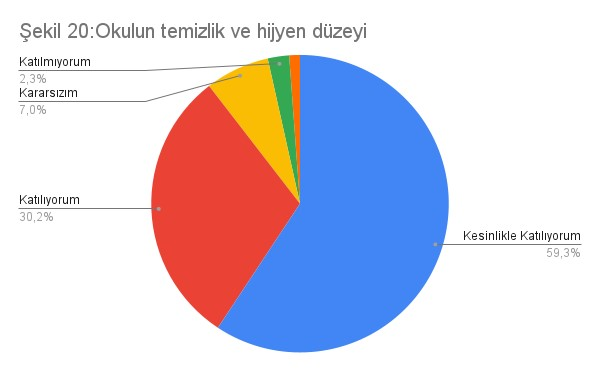 Şekil 20:Okulun temizlik ve hijyen düzeyi
Katılmıyorum
2,3%
Kararsızım
7,0%
Katılıyorum
30,2%
Kesinlikle Katılıyorum
59,3%